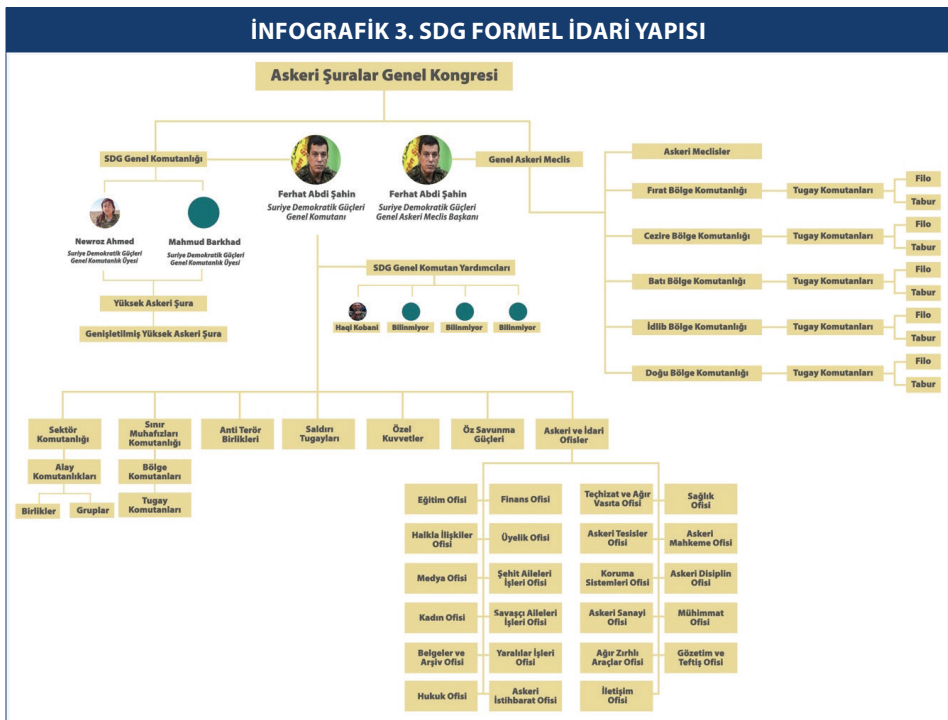 İNFOGRAFİK 3. SDG FORMEL İDARİ YAPISI
Askeri Şuralar Genel Kongresi
SDG Genel Komutanlığı
Ferhat Abdi Şahin
Suriye Demokratik Güçleri
Genel Komutanı
Ferhat Abdi Şahin
Suriye Demokratik Güçleri
Genel Askeri Meclis Başkanı
Genel Askeri Meclis
Newroz Ahmed
Suriye Demokratik Güçleri
Genel Komutanlık Üyesi
Mahmud Barkhad
Suriye Demokratik Güçleri
Genel Komutanlık Üyesi
Yüksek Askeri Şura
Genişletilmiş Yüksek Askeri Şura
SDG Genel Komutan Yardımcıları
Haqi Kobani
Bilinmiyor
Bilinmiyor
Bilinmiyor
Askeri Meclisler
Fırat Bölge Komutanlığı
Tugay Komutanları
Filo
Tabur
Cezire Bölge Komutanlığı
Tugay Komutanları
Filo
Tabur
Batı Bölge Komutanlığı
Tugay Komutanları
Filo
Tabur
İdlib Bölge Komutanlığı
Tugay Komutanları
Filo
Tabur
Doğu Bölge Komutanlığı
Tugay Komutanları
Filo
Tabur
Sektör
Komutanlığı
Alay
Komutanlıkları
Birlikler
Gruplar
Sınır
Muhafızları
Komutanlığı
Bölge
Komutanları
Tugay
Komutanları
Anti Terör
Birlikleri
Saldırı
Tugayları
Özel
Kuvvetler
Öz Savunma
Güçleri
Askeri ve İdari
Ofisler
Eğitim Ofisi
Finans Ofisi
Halkla İlişkiler
Ofisi
Üyelik Ofisi
Medya Ofisi
Şehit Aileleri
İşleri Ofisi
Kadın Ofisi
Savaşçı Aileleri
İşleri Ofisi
Belgeler ve
Arşiv Ofisi
Yaralılar İşleri
Ofisi
Hukuk Ofisi
Askeri
İstihbarat Ofisi
Teçhizat ve Ağır
Vasıta Ofisi
Sağlık
Ofisi
Askeri Tesisler
Ofisi
Askeri
Mahkeme Ofisi
Koruma
Sistemleri Ofisi
Askeri Disiplin
Ofisi
Askeri Sanayi
Ofisi
Mühimmat
Ofisi
Ağır Zırhlı
Araçlar Ofisi
Gözetim ve
Teftiş Ofisi
İletişim
Ofisi